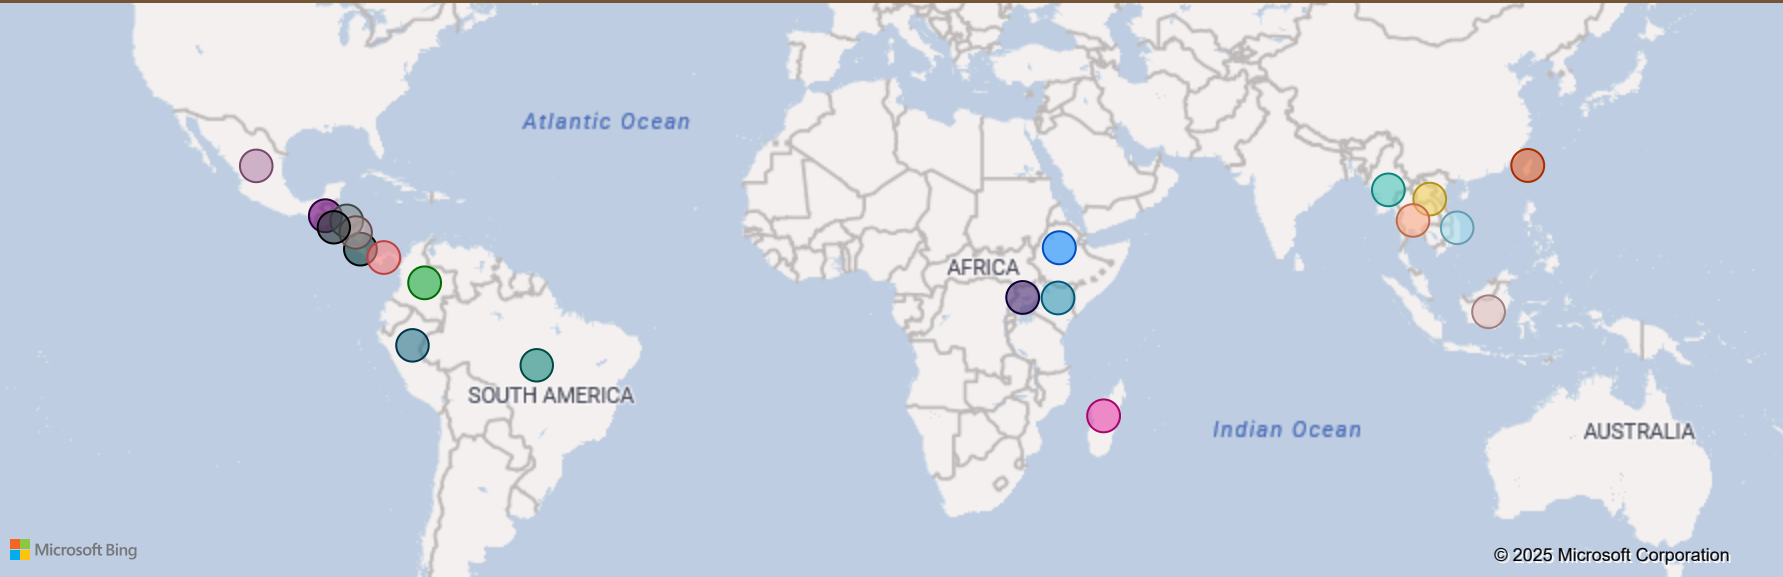 Atlantic Ocean
AFRICA
SOUTH AMERICA
Indian Ocean
AUSTRALIA
Microsoft Bing
© 2025 Microsoft Corporation